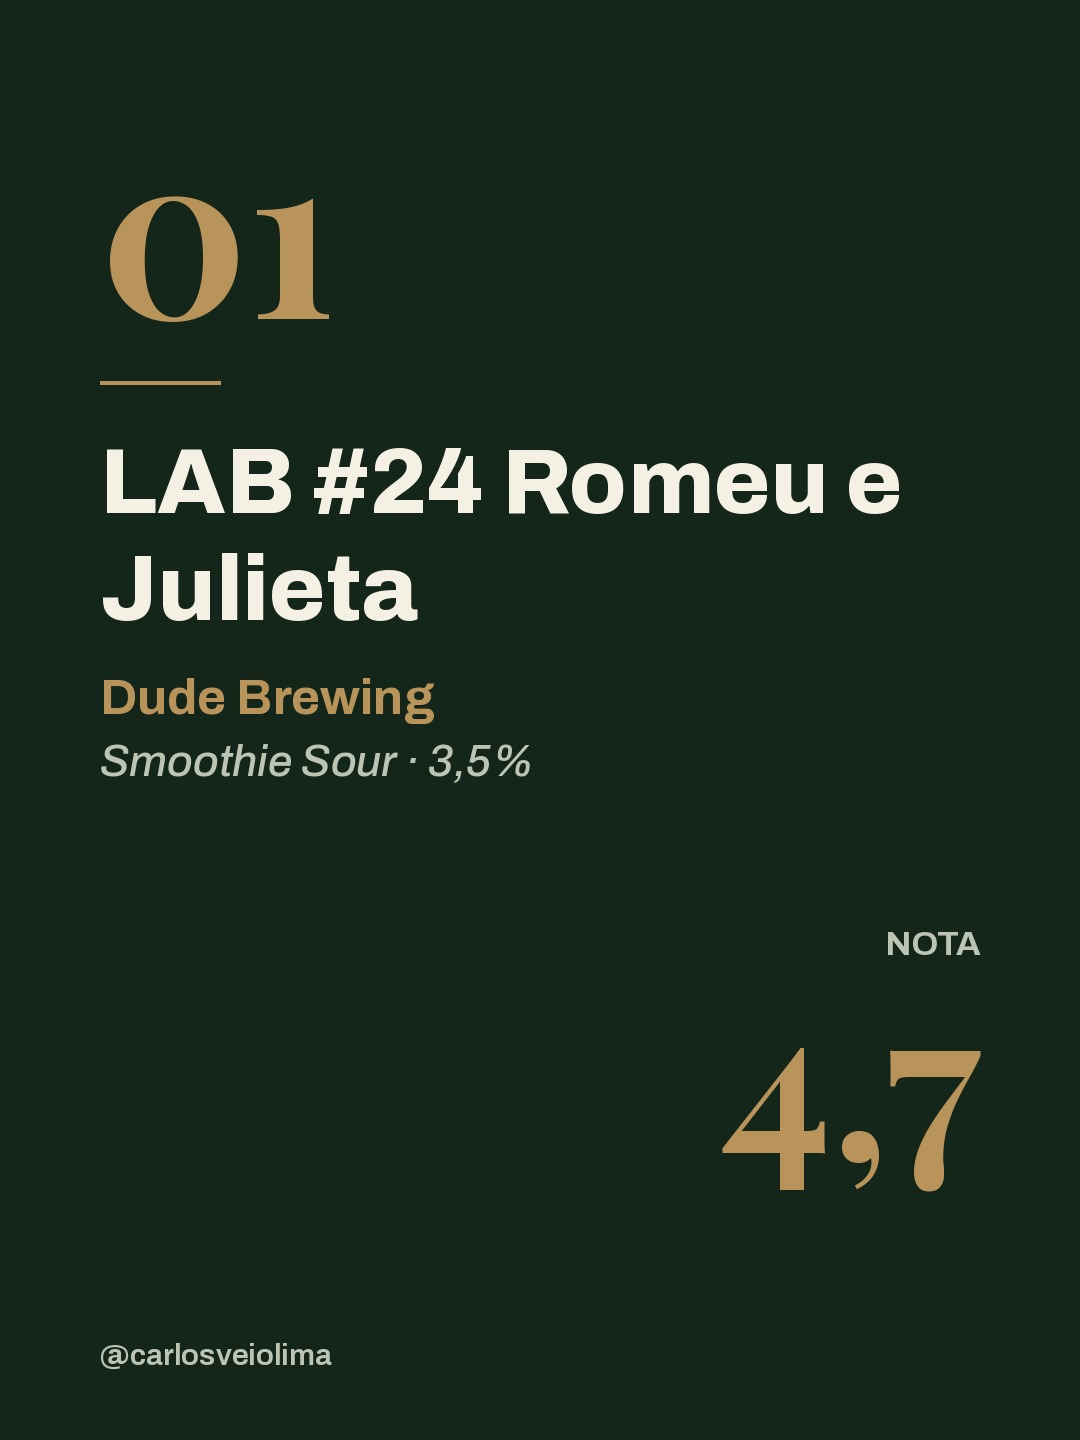 01
LAB #24 Romeu e
Julieta
Dude Brewing
Smoothie Sour · 3,5%
NOTA
4,7
@carlosveiolima